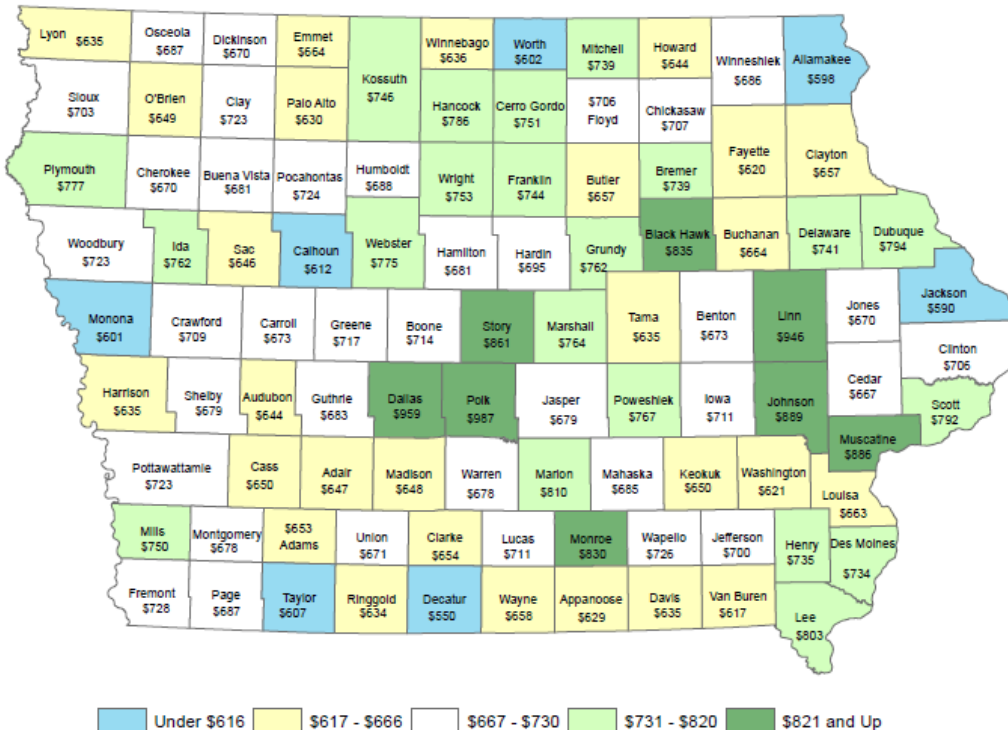 Lyon $635
Osceola
$687
Dickinson
$670
Emmet
$664
Winnebago
$636
Worth
$602
Mitchell
$739
Howard
$644
Winneshiek
$686
Allamakee
$598
Kossuth
$746
Sioux
$703
O'Brien
$649
Clay
$723
Palo Alto
$630
Hancock
$786
Cerro Gordo
$751
$706
Floyd
Chickasaw
$707
Fayette
$620
Clayton
$657
Plymouth
$777
Cherokee
$670
Buena Vista
$681
Pocahontas
$724
Humboldt
$688
Wright
$753
Franklin
$744
Butler
$657
Bremer
$739
Woodbury
$723
Ida
$762
Sac
$646
Calhoun
$612
Webster
$775
Hamilton
$681
Hardin
$695
Grundy
$762
Black Hawk
$835
Buchanan
$664
Delaware
$741
Dubuque
$794
Monona
$601
Crawford
$709
Carroll
$673
Greene
$717
Boone
$714
Story
$861
Marshall
$764
Tama
$635
Benton
$673
Linn
$946
Jones
$670
Jackson
$590
Clinton
$706
Harrison
$635
Shelby
$679
Audubon
$644
Guthrie
$683
Dallas
$959
Polk
$987
Jasper
$679
Poweshiek
$767
Iowa
$711
Johnson
$889
Cedar
$667
Scott
$792
Muscatine
$886
Pottawattamie
$723
Cass
$650
Adair
$647
Madison
$648
Warren
$678
Marion
$810
Mahaska
$685
Keokuk
$650
Washington
$621
Louisa
$663
Mills
$750
Montgomery
$678
$653
Adams
Union
$671
Clarke
$654
Lucas
$711
Monroe
$830
Wapello
$726
Jefferson
$700
Henry
$735
Des Moines
$734
Fremont
$728
Page
$687
Taylor
$607
Ringgold
$634
Decatur
$550
Wayne
$658
Appanoose
$629
Davis
$635
Van Buren
$617
Lee
$803
Under $616 $617 - $666 $667 - $730 $731 - $820 $821 and Up